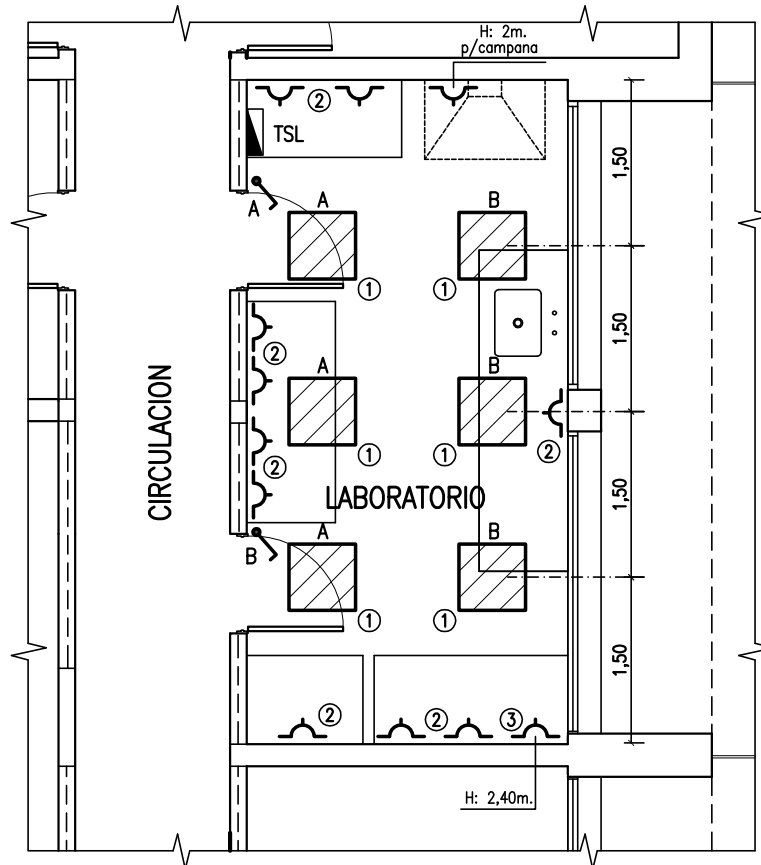 H: 2m.
p/campana
②
TSL
1,50
A
A
B
①
①
1,50
②
A
B
CIRCULACION
②
①
①
②
LABORATORIO
1,50
B
A
B
①
①
1,50
②
②
③
H: 2,40m.